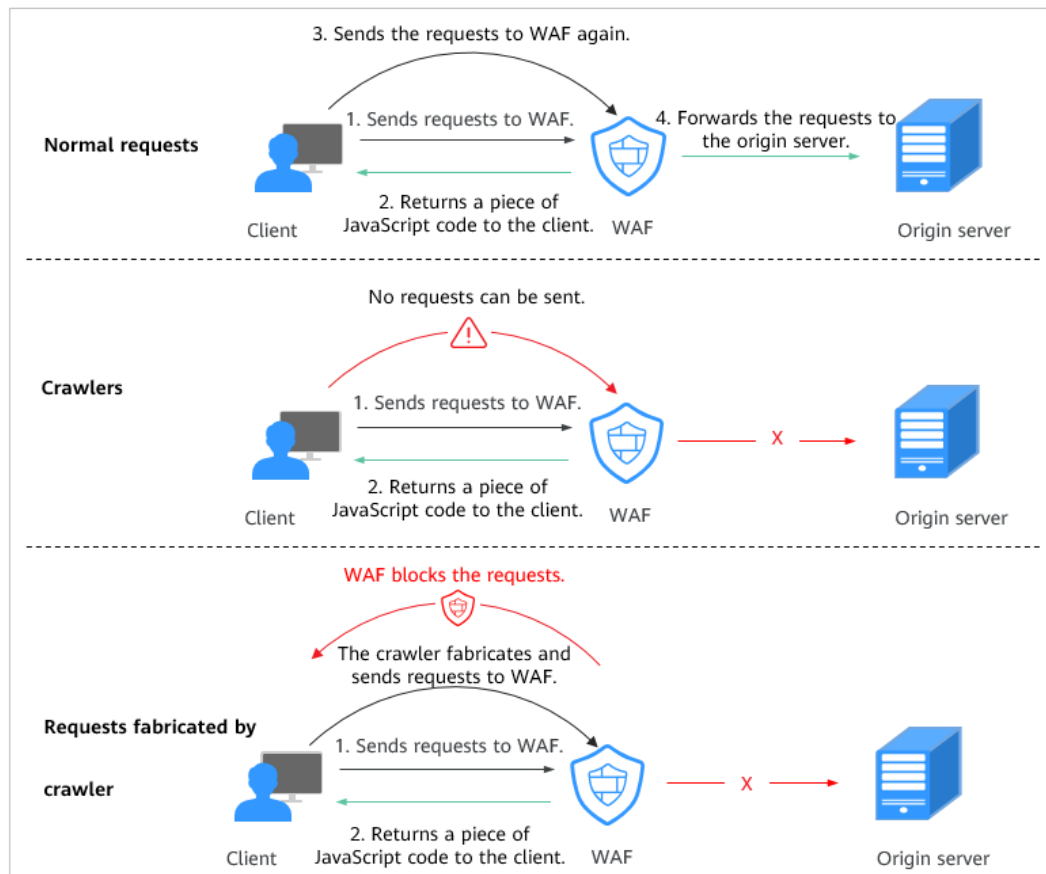 3. Sends the requests to WAF again.
1. Sends requests to WAF.
4. Forwards the requests to
the origin server.
Normal requests
2. Returns a piece of
JavaScript code to the client.
Client
WAF
Origin server
No requests can be sent.
Crawlers
1. Sends requests to WAF.
X
2. Returns a piece of
JavaScript code to the client.
Client
WAF
Origin server
WAF blocks the requests.
The crawler fabricates and
sends requests to WAF.
Requests fabricated by
crawler
1. Sends requests to WAF.
X
2. Returns a piece of
JavaScript code to the client.
Client
WAF
Origin server